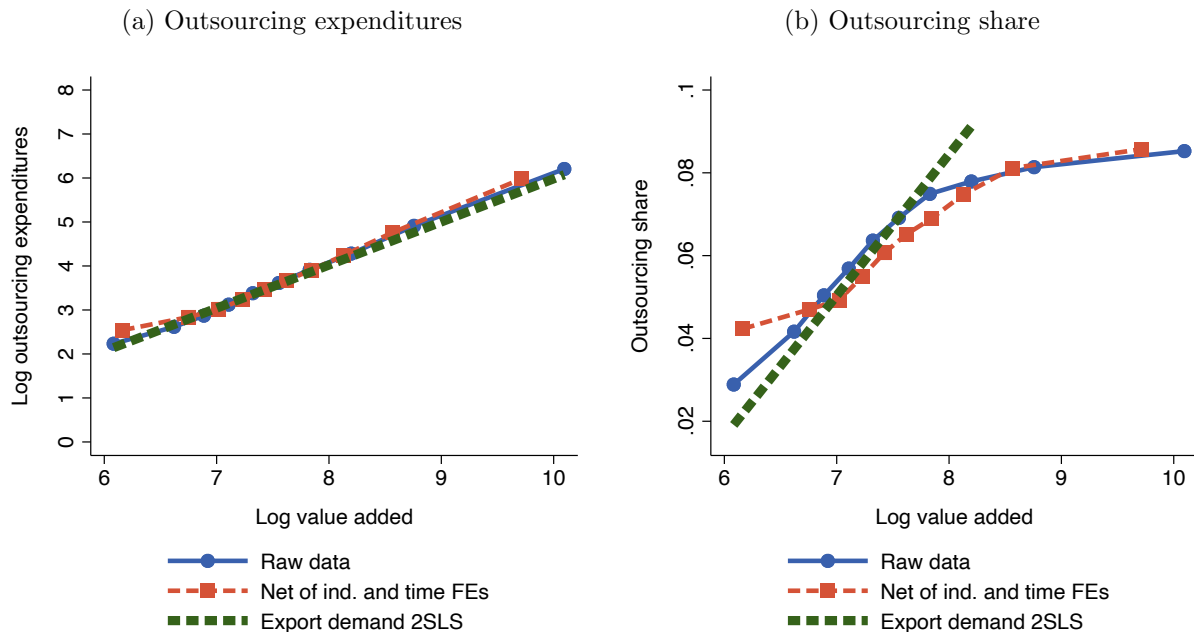 (a) Outsourcing expenditures
Log outsourcing expenditures
8
7
6
5
4
3
2
1
0
6 7 8 9 10
Log value added
Raw data
Net of ind. and time FEs
Export demand 2SLS
(b) Outsourcing share
Outsourcing share
.1
.08
.06
.04
.02
6 7 8 9 10
Log value added
Raw data
Net of ind. and time FEs
Export demand 2SLS